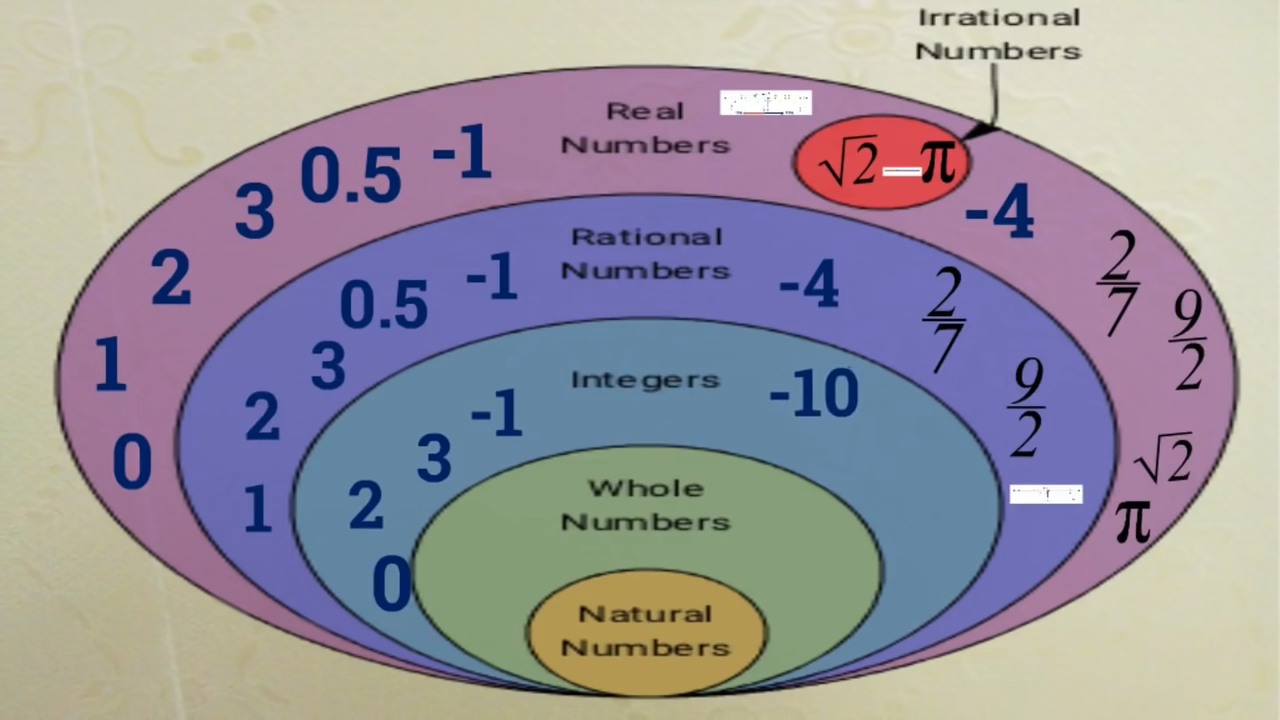 Irrational
Numbers
Real
Numbers
√2 π
-1
0.5
3
-4
2
2/7
9/2
1
0
√2
π
Rational
Numbers
-1
-4
0.5
2/7
3
9/2
2
1
Integers
-10
-1
3
2
0
Whole
Numbers
Natural
Numbers